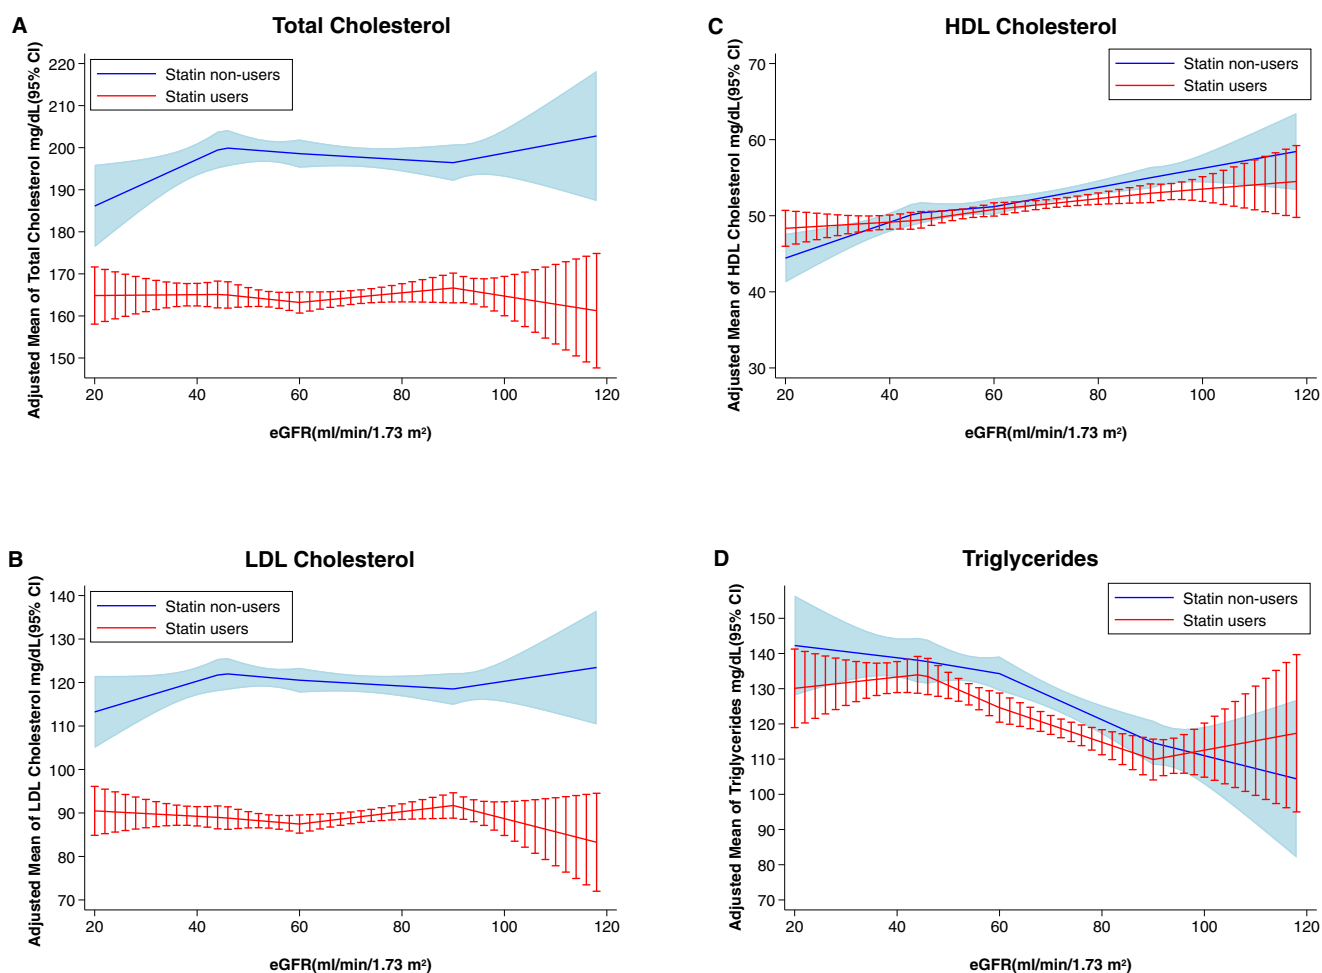 A
Total Cholesterol
Adjusted Mean of Total Cholesterol mg/dL(95% CI)
220
210
200
190
180
170
160
150
Statin non-users
Statin users
20
40
60
80
100
120
eGFR(ml/min/1.73 m²)
C
HDL Cholesterol
Adjusted Mean of HDL Cholesterol mg/dL(95% CI)
70
60
50
40
30
Statin non-users
Statin users
20
40
60
80
100
120
eGFR(ml/min/1.73 m²)
B
LDL Cholesterol
Adjusted Mean of LDL Cholesterol mg/dL(95% CI)
140
130
120
110
100
90
80
70
Statin non-users
Statin users
20
40
60
80
100
120
eGFR(ml/min/1.73 m²)
D
Triglycerides
Adjusted Mean of Triglycerides mg/dL(95% CI)
150
140
130
120
110
100
90
80
70
Statin non-users
Statin users
20
40
60
80
100
120
eGFR(ml/min/1.73 m²)